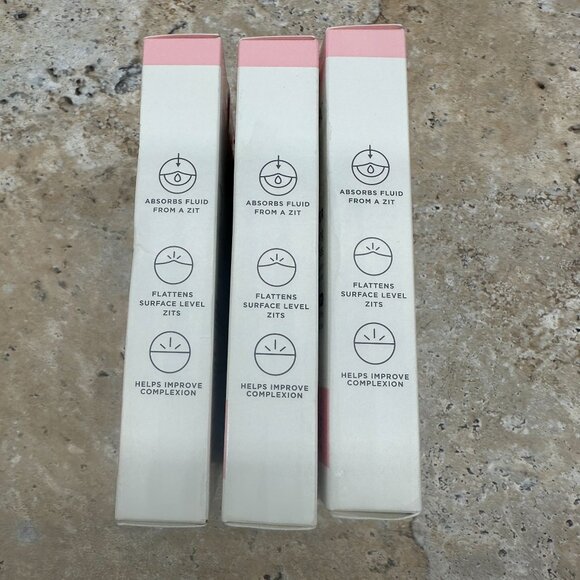 ABSORBS FLUID
FROM A ZIT
FLATTENS
SURFACE LEVEL
ZITS
HELPS IMPROVE
COMPLEXION
ABSORBS FLUID
FROM A ZIT
FLATTENS
SURFACE LEVEL
ZITS
HELPS IMPROVE
COMPLEXION
ABSORBS FLUID
FROM A ZIT
FLATTENS
SURFACE LEVEL
ZITS
HELPS IMPROVE
COMPLEXION